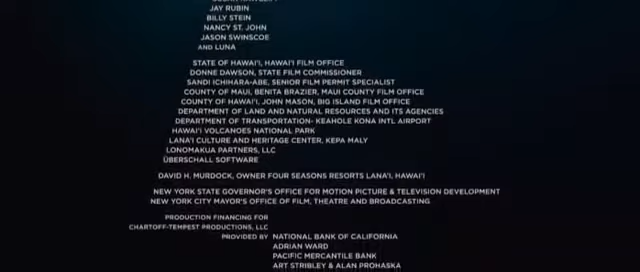 JAY RUBIN
BILLY STEIN
NANCY ST. JOHN
JASON SWINSCOE
AND LUNA
STATE OF HAWAI'I, HAWAI'I FILM OFFICE
DONNE DAWSON, STATE FILM COMMISSIONER
SANDI ICHIHARA-ABE, SENIOR FILM PERMIT SPECIALIST
COUNTY OF MAUI, BENITA BRAZIER, MAUI COUNTY FILM OFFICE
COUNTY OF HAWAI'I, JOHN MASON, BIG ISLAND FILM OFFICE
DEPARTMENT OF LAND AND NATURAL RESOURCES AND ITS AGENCIES
DEPARTMENT OF TRANSPORTATION- KEAHOLE KONA INTL AIRPORT
HAWAI'I VOLCANOES NATIONAL PARK
LANA'I CULTURE AND HERITAGE CENTER, KEPA MALY
LONOMAKUA PARTNERS, LLC
ÜBERSCHALL SOFTWARE
DAVID H. MURDOCK, OWNER FOUR SEASONS RESORTS LANA'I, HAWAI'I
NEW YORK STATE GOVERNOR'S OFFICE FOR MOTION PICTURE & TELEVISION DEVELOPMENT
NEW YORK CITY MAYOR'S OFFICE OF FILM, THEATRE AND BROADCASTING
PRODUCTION FINANCING FOR
CHARTOFF-TEMPEST PRODUCTIONS, LLC
PROVIDED BY NATIONAL BANK OF CALIFORNIA
ADRIAN WARD
PACIFIC MERCANTILE BANK
ART STRIBLEY & ALAN PROHASKA